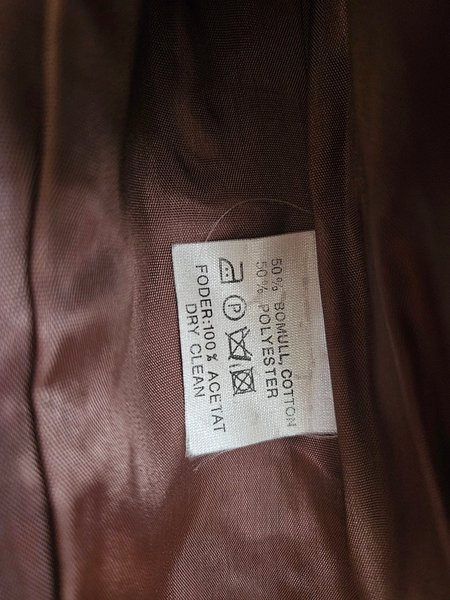 50% BOMULL, COTTON
50% POLYESTER
P
FODER:100% ACETAT
DRY CLEAN